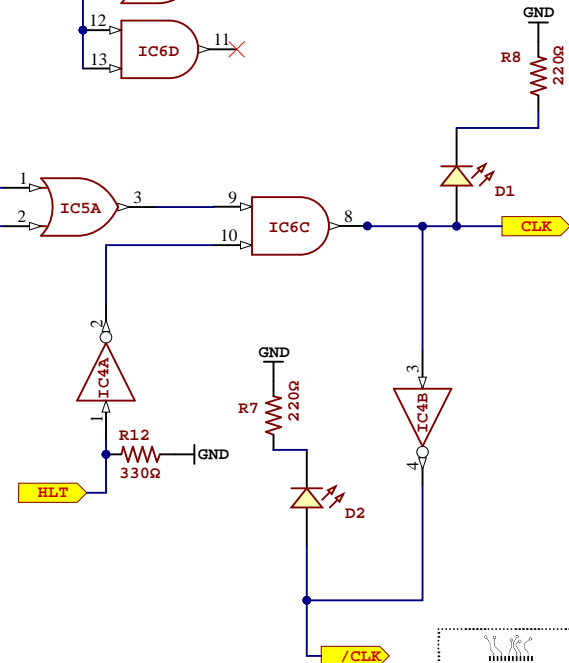 GND
12
11
IC6D
13
R8
220Ω
D1
1
3
9
IC5A
2
IC6C
8
CLK
10
2
IC4A
1
GND
R7
220Ω
3
IC4B
4
R12
GND
330Ω
HLT
D2
/CLK